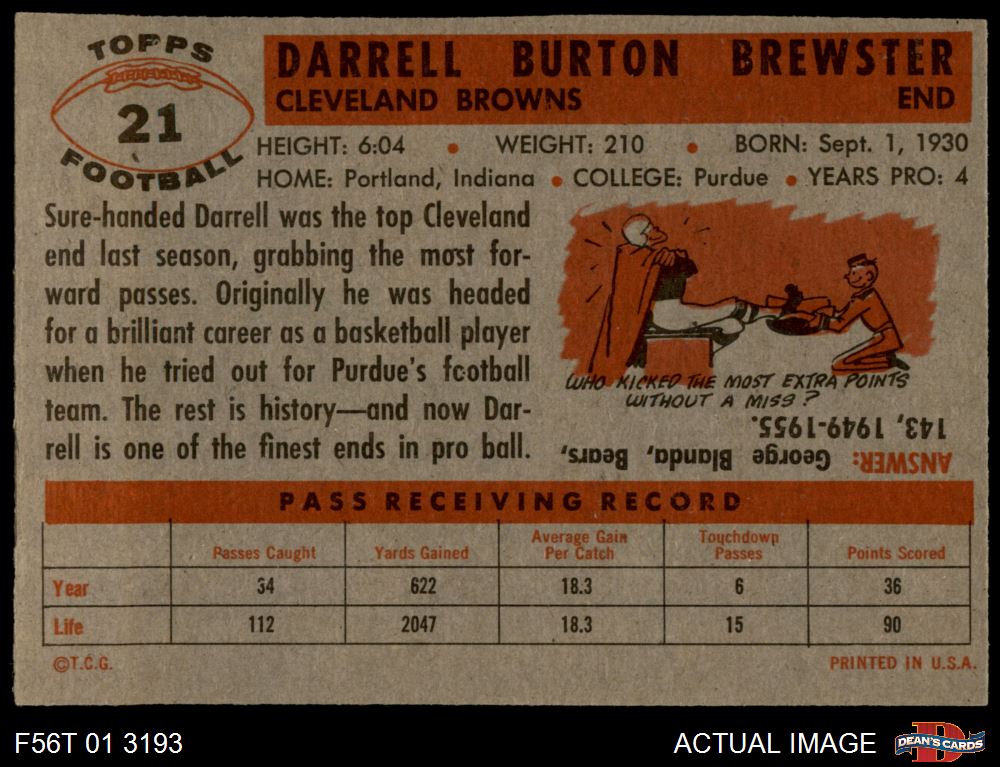 TOPPS
21
FOOTBALL
DARRELL BURTON BREWSTER
CLEVELAND BROWNS END
HEIGHT: 6:04 • WEIGHT: 210 • BORN: Sept. 1, 1930
HOME: Portland, Indiana • COLLEGE: Purdue • YEARS PRO: 4
Sure-handed Darrell was the top Cleveland
end last season, grabbing the most for-
ward passes. Originally he was headed
for a brilliant career as a basketball player
when he tried out for Purdue's football
team. The rest is history—and now Dar-
rell is one of the finest ends in pro ball.
WHO KICKED THE MOST EXTRA POINTS
WITHOUT A MISS?
ANSWER: George Blanda, Bears,
143, 1949-1955.
PASS RECEIVING RECORD
Passes Caught Yards Gained Average Gain Per Catch Touchdown Passes Points Scored
Year 34 622 18.3 6 36
Life 112 2047 18.3 15 90
©T.C.G. PRINTED IN U.S.A.
F56T 01 3193 ACTUAL IMAGE DEAN'S CARDS